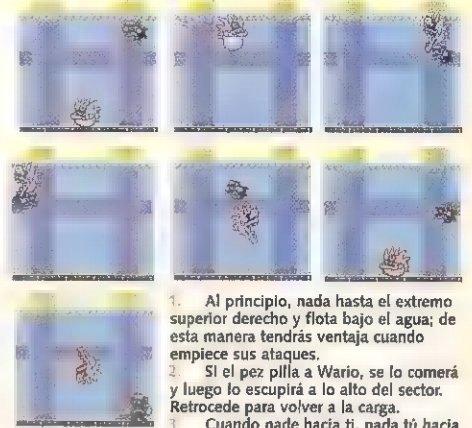 1. Al principio, nada hasta el extremo
superior derecho y flota bajo el agua; de
esta manera tendrás ventaja cuando
empiece sus ataques.
2. Si el pez pilla a Wario, se lo comerá
y luego lo escupirá a lo alto del sector.
Retrocede para volver a la carga.
3. Cuando nade hacia ti, nada tú hacia